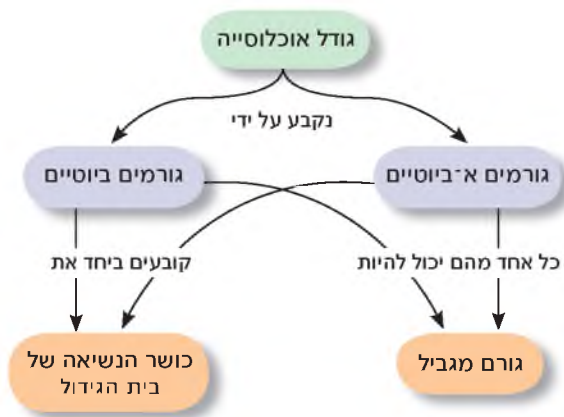 גודל אוכלוסייה
נקבע על ידי
גורמים א־ביוטיים
גורמים ביוטיים
כל אחד מהם יכול להיות
קובעים ביחד את
גורם מגביל
כושר הנשיאה של
בית הגידול